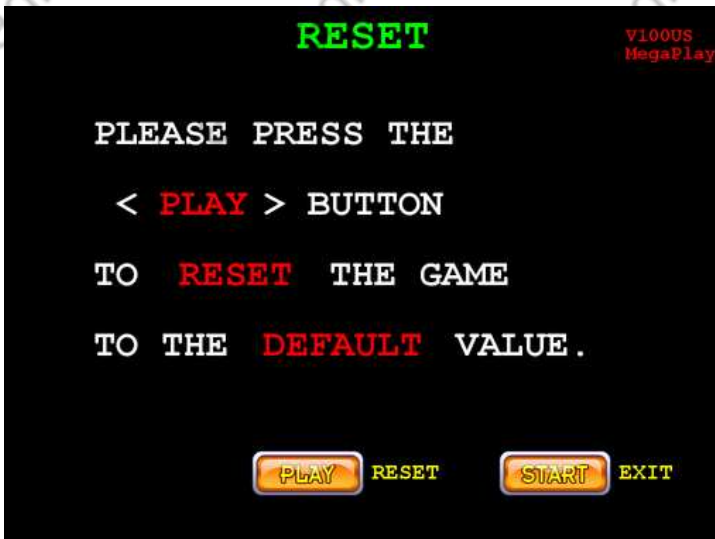 RESET
V100US
MegaPlay
PLEASE PRESS THE
< PLAY > BUTTON
TO RESET THE GAME
TO THE DEFAULT VALUE.
PLAY RESET START EXIT